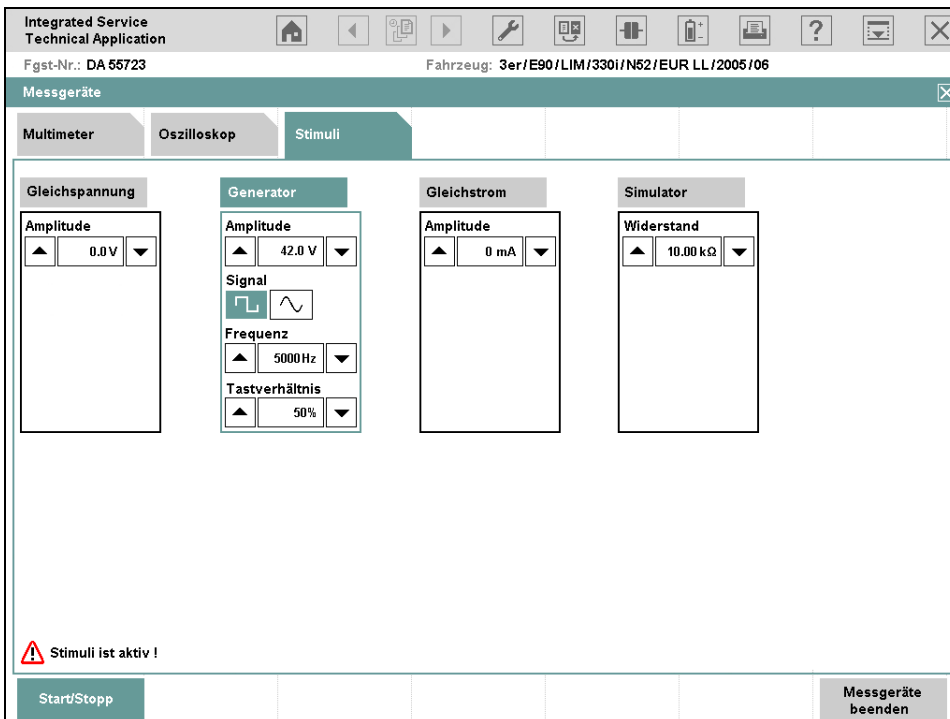 Integrated Service
Technical Application
?
Fgst-Nr.: DA 55723
Fahrzeug: 3er/E90/LIM/330i/N52/EUR LL/2005/06
Messgeräte
Multimeter
Oszilloskop
Stimuli
Gleichspannung
Amplitude
0.0 V
Generator
Amplitude
42.0 V
Signal
Frequenz
5000 Hz
Tastverhältnis
50%
Gleichstrom
Amplitude
0 mA
Simulator
Widerstand
10.00 kΩ
Stimuli ist aktiv !
Start/Stopp
Messgeräte
beenden